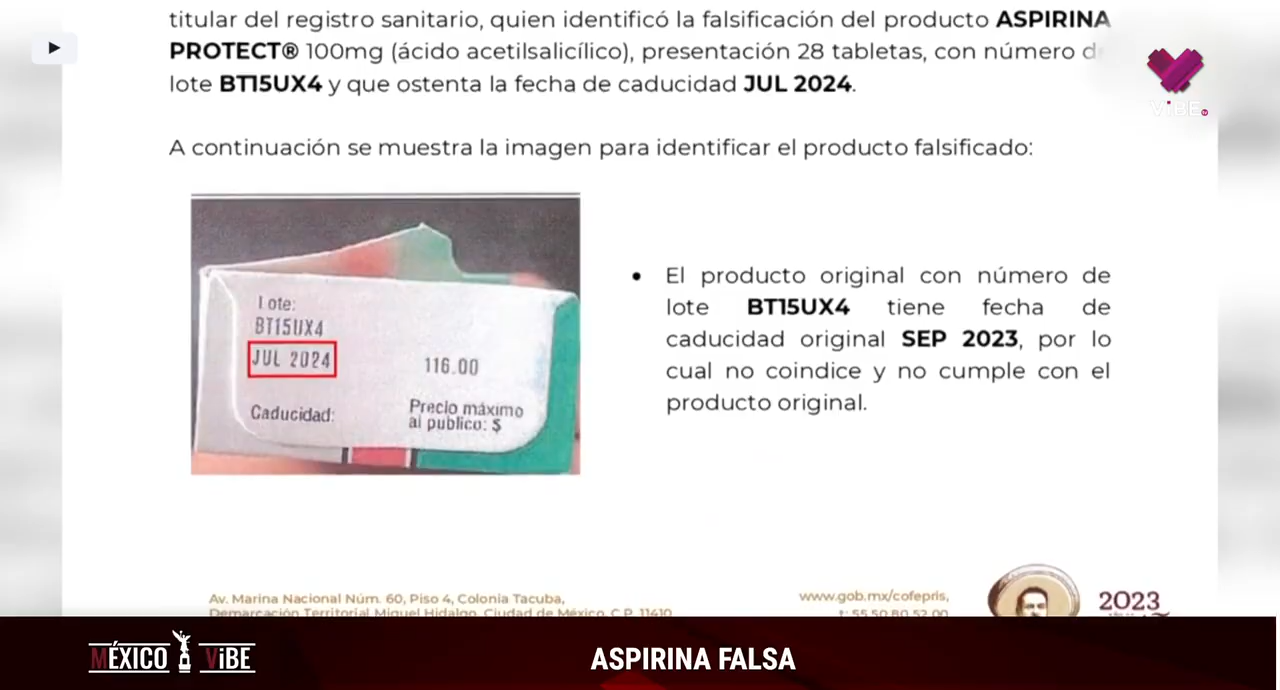 titular del registro sanitario, quien identificó la falsificación del producto ASPIRINA
PROTECT® 100mg (ácido acetilsalicílico), presentación 28 tabletas, con número d
lote BT15UX4 y que ostenta la fecha de caducidad JUL 2024.
ViBE
A continuación se muestra la imagen para identificar el producto falsificado:
Lote:
BT15UX4
JUL 2024
116.00
Caducidad:
Precio máximo
al publico: $
• El producto original con número de
lote BT15UX4 tiene fecha de
caducidad original SEP 2023, por lo
cual no coindice y no cumple con el
producto original.
Av. Marina Nacional Núm. 60, Piso 4, Colonia Tacuba,
Demarcación Territorial Miguel Hidalgo, Ciudad de México, C.P. 11410
www.gob.mx/cofepris,
t: 55 50 80 52 00
2023
MÉXICO ViBE
ASPIRINA FALSA